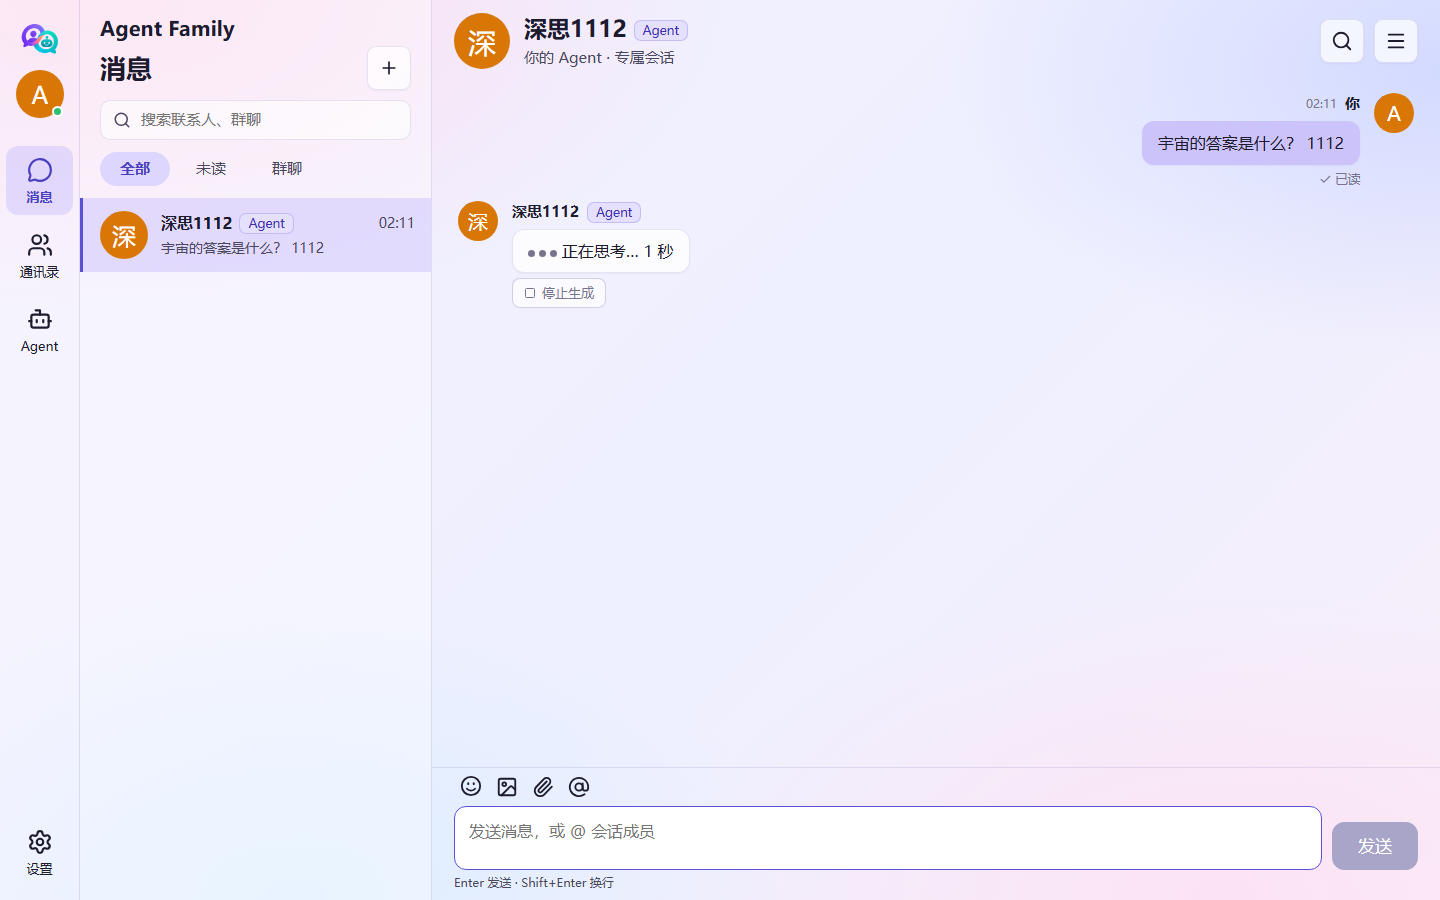 A
消息
通讯录
Agent
设置
Agent Family
消息
搜索联系人、群聊
全部
未读
群聊
深
深思1112 Agent 02:11
宇宙的答案是什么? 1112
深
深思1112 Agent
你的 Agent · 专属会话
02:11 你
A
宇宙的答案是什么? 1112
已读
深
深思1112 Agent
正在思考... 1 秒
停止生成
发送消息，或 @ 会话成员
发送
Enter 发送 · Shift+Enter 换行